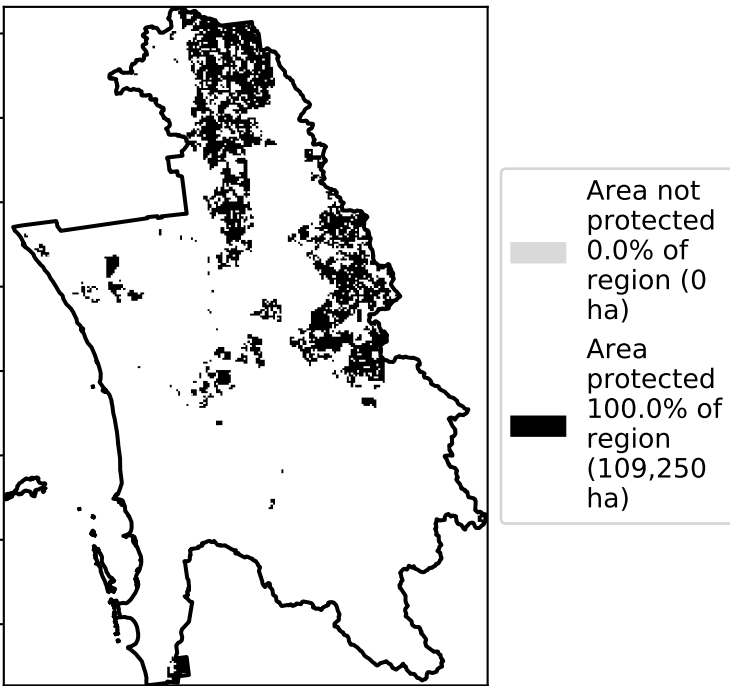 Area not
protected
0.0% of
region (0
ha)
Area
protected
100.0% of
region
(109,250
ha)